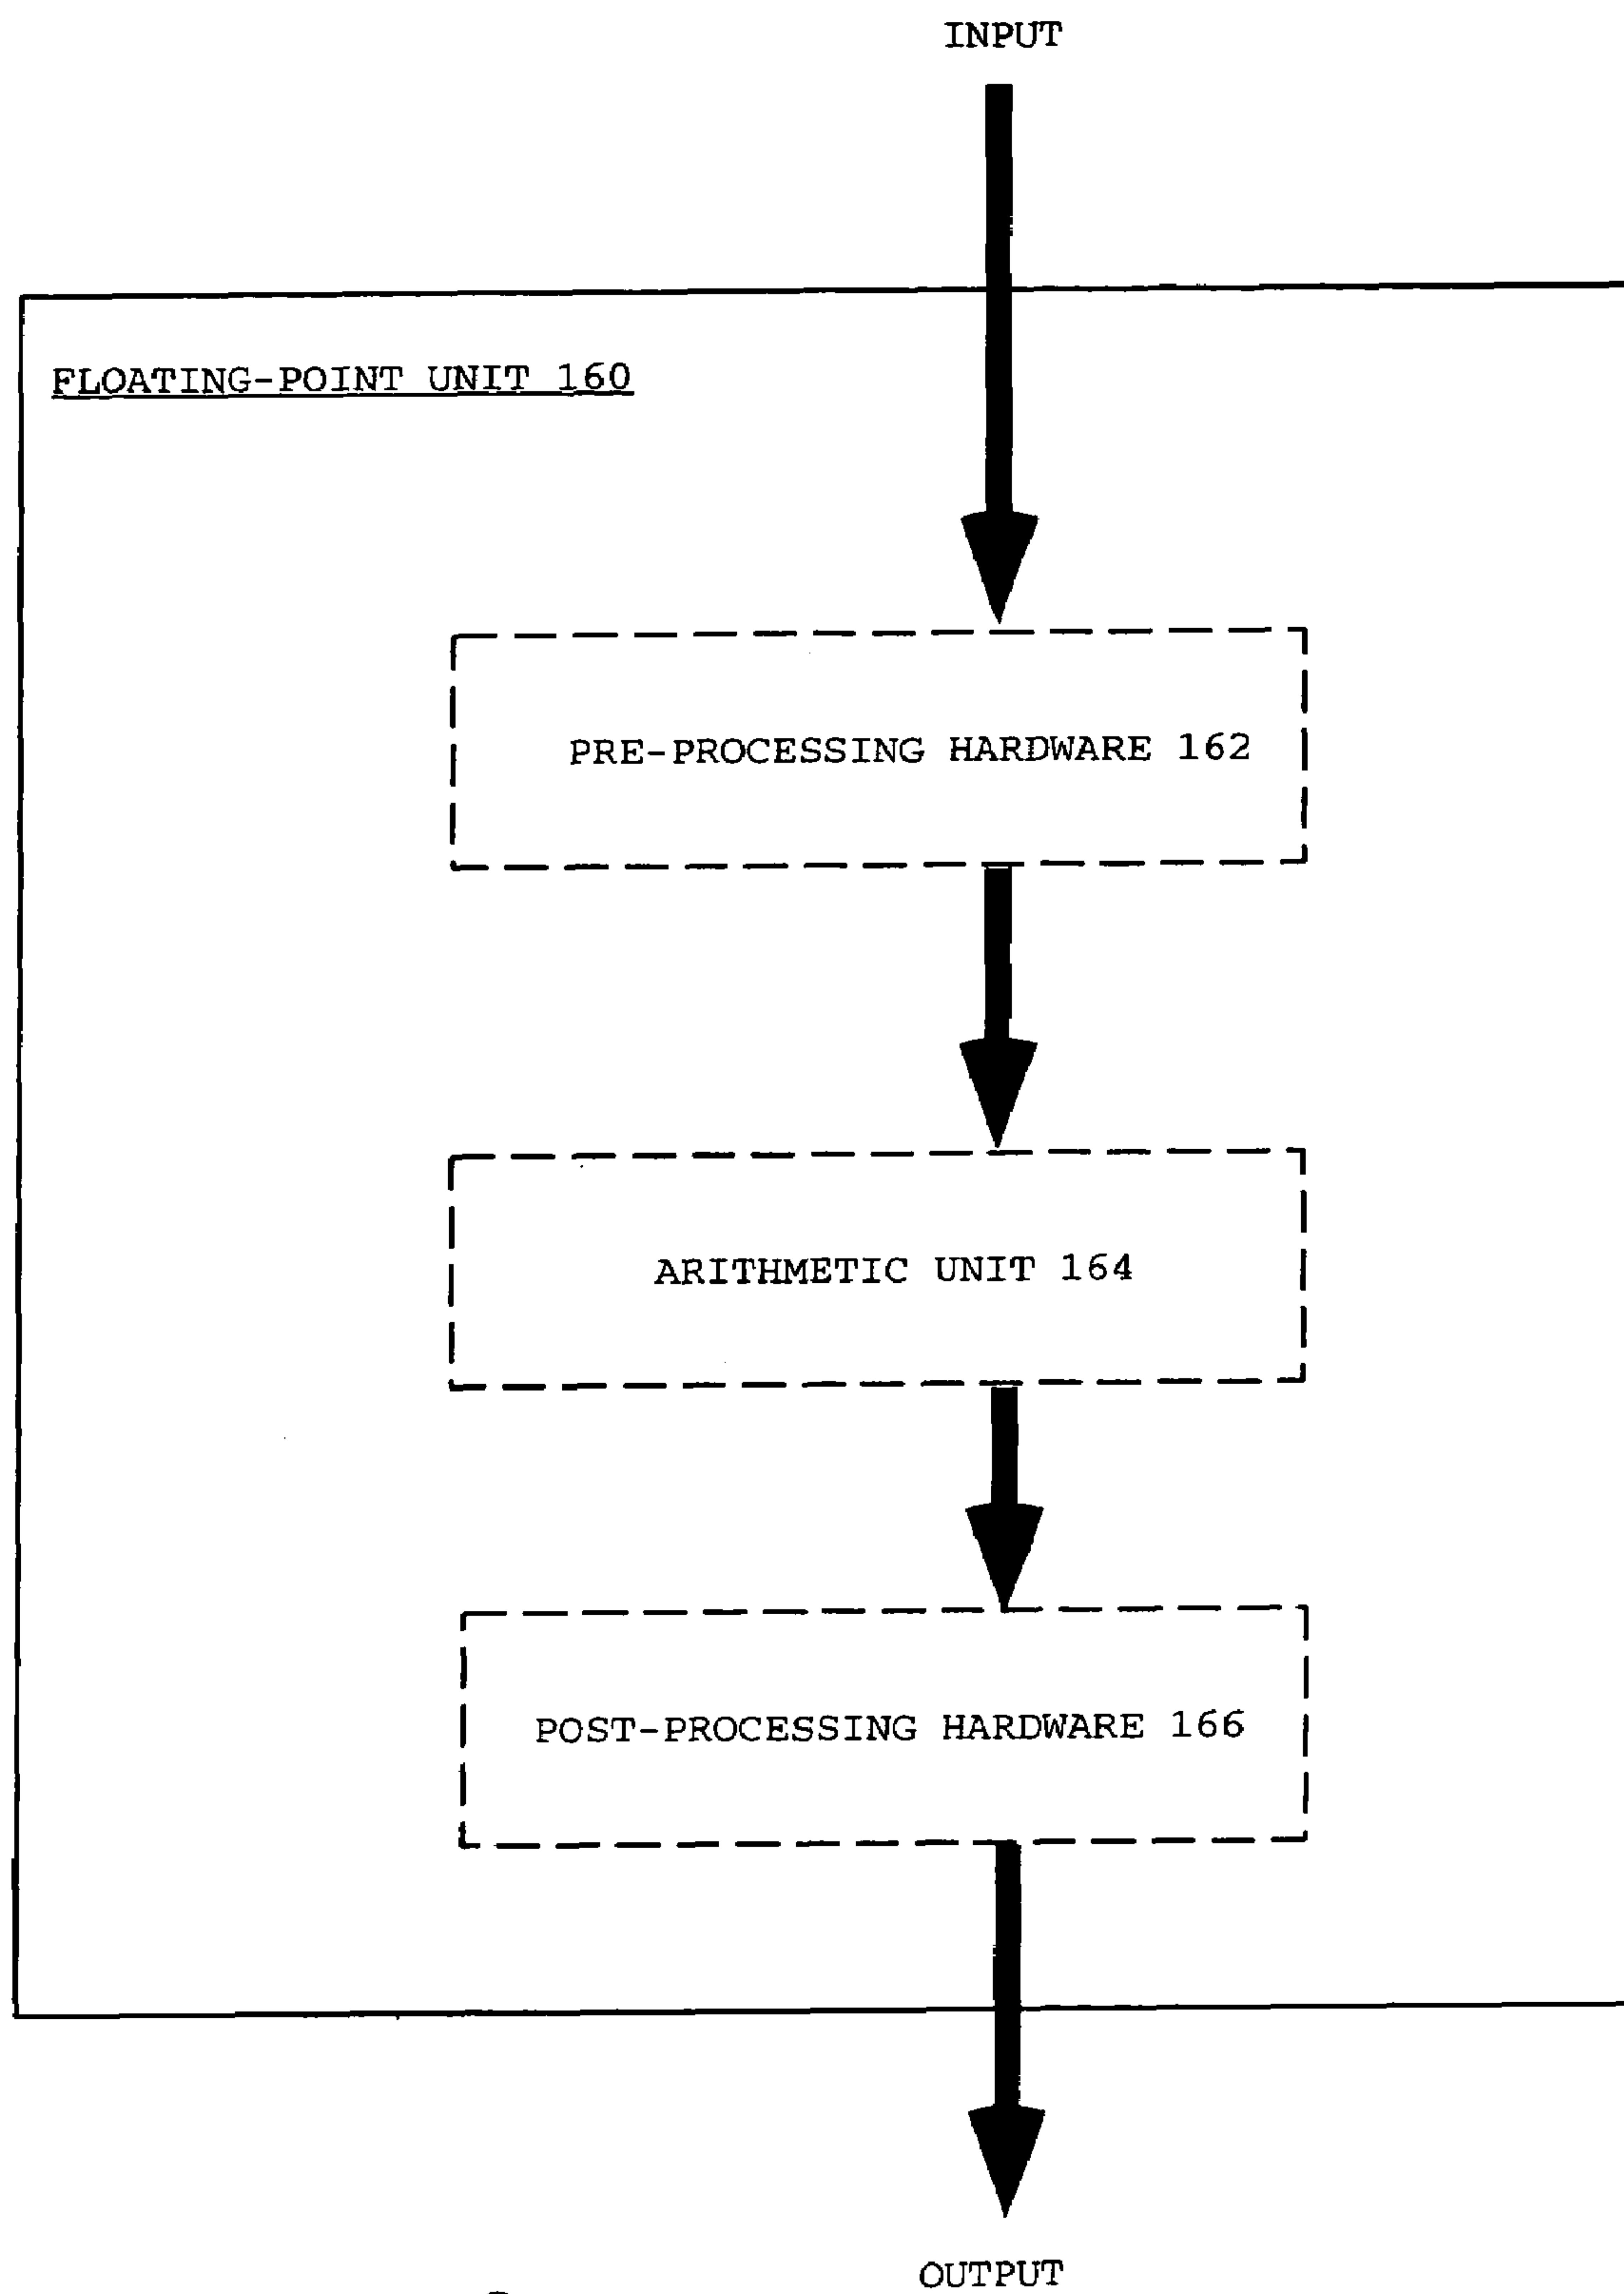 INPUT
FLOATING-POINT UNIT 160
PRE-PROCESSING HARDWARE 162
ARITHMETIC UNIT 164
POST-PROCESSING HARDWARE 166
OUTPUT